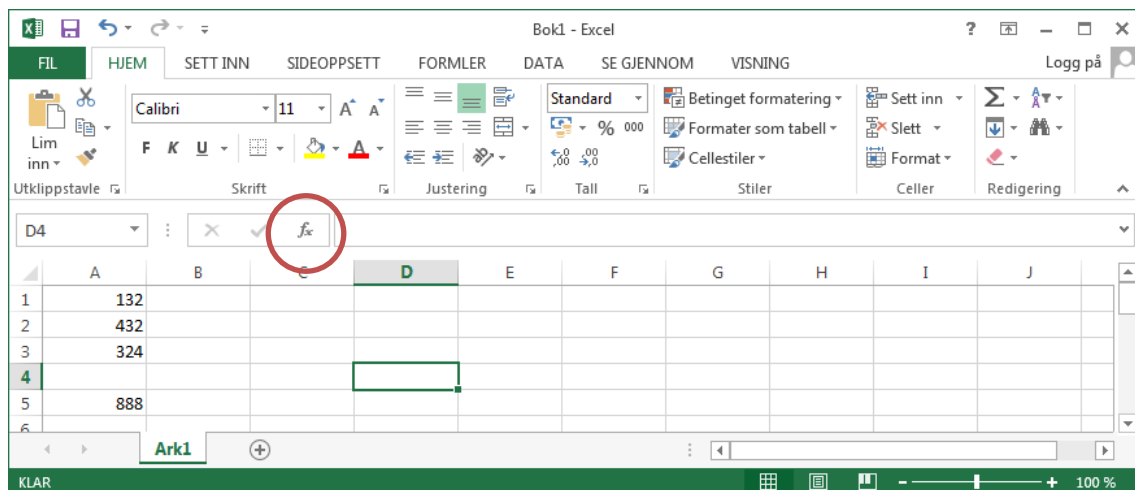 Bok1 - Excel
FIL HJEM SETT INN SIDEOPPSETT FORMLER DATA SE GJENNOM VISNING Logg på
Lim inn
Calibri 11
F K U
Standard
% 000
Betinget formatering
Formater som tabell
Cellestiler
Sett inn
Slett
Format
Utklippstavle Skrift Justering Tall Stiler Celler Redigering
D4 fx
A B C D E F G H I J
1 132
2 432
3 324
4
5 888
6
Ark1
KLAR 100 %